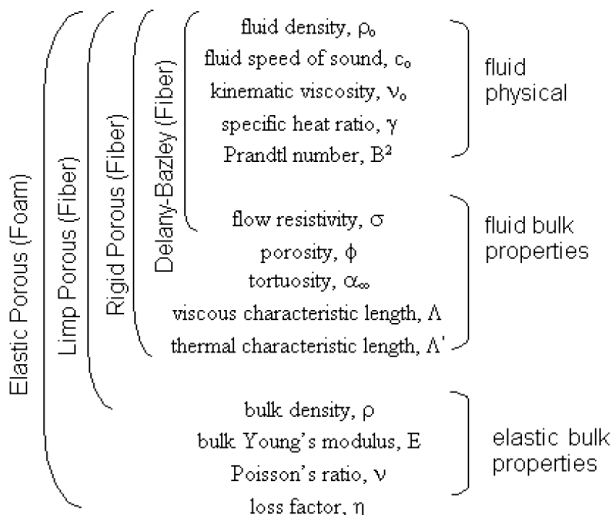 Elastic Porous (Foam)
Limp Porous (Fiber)
Rigid Porous (Fiber)
Delany-Bazley (Fiber)
fluid density, ρₒ
fluid speed of sound, cₒ
kinematic viscosity, νₒ
specific heat ratio, γ
Prandtl number, B²
fluid
physical
flow resistivity, σ
porosity, ϕ
tortuosity, α∞
viscous characteristic length, Λ
thermal characteristic length, Λ'
fluid bulk
properties
bulk density, ρ
bulk Young's modulus, E
Poisson's ratio, ν
loss factor, η
elastic bulk
properties